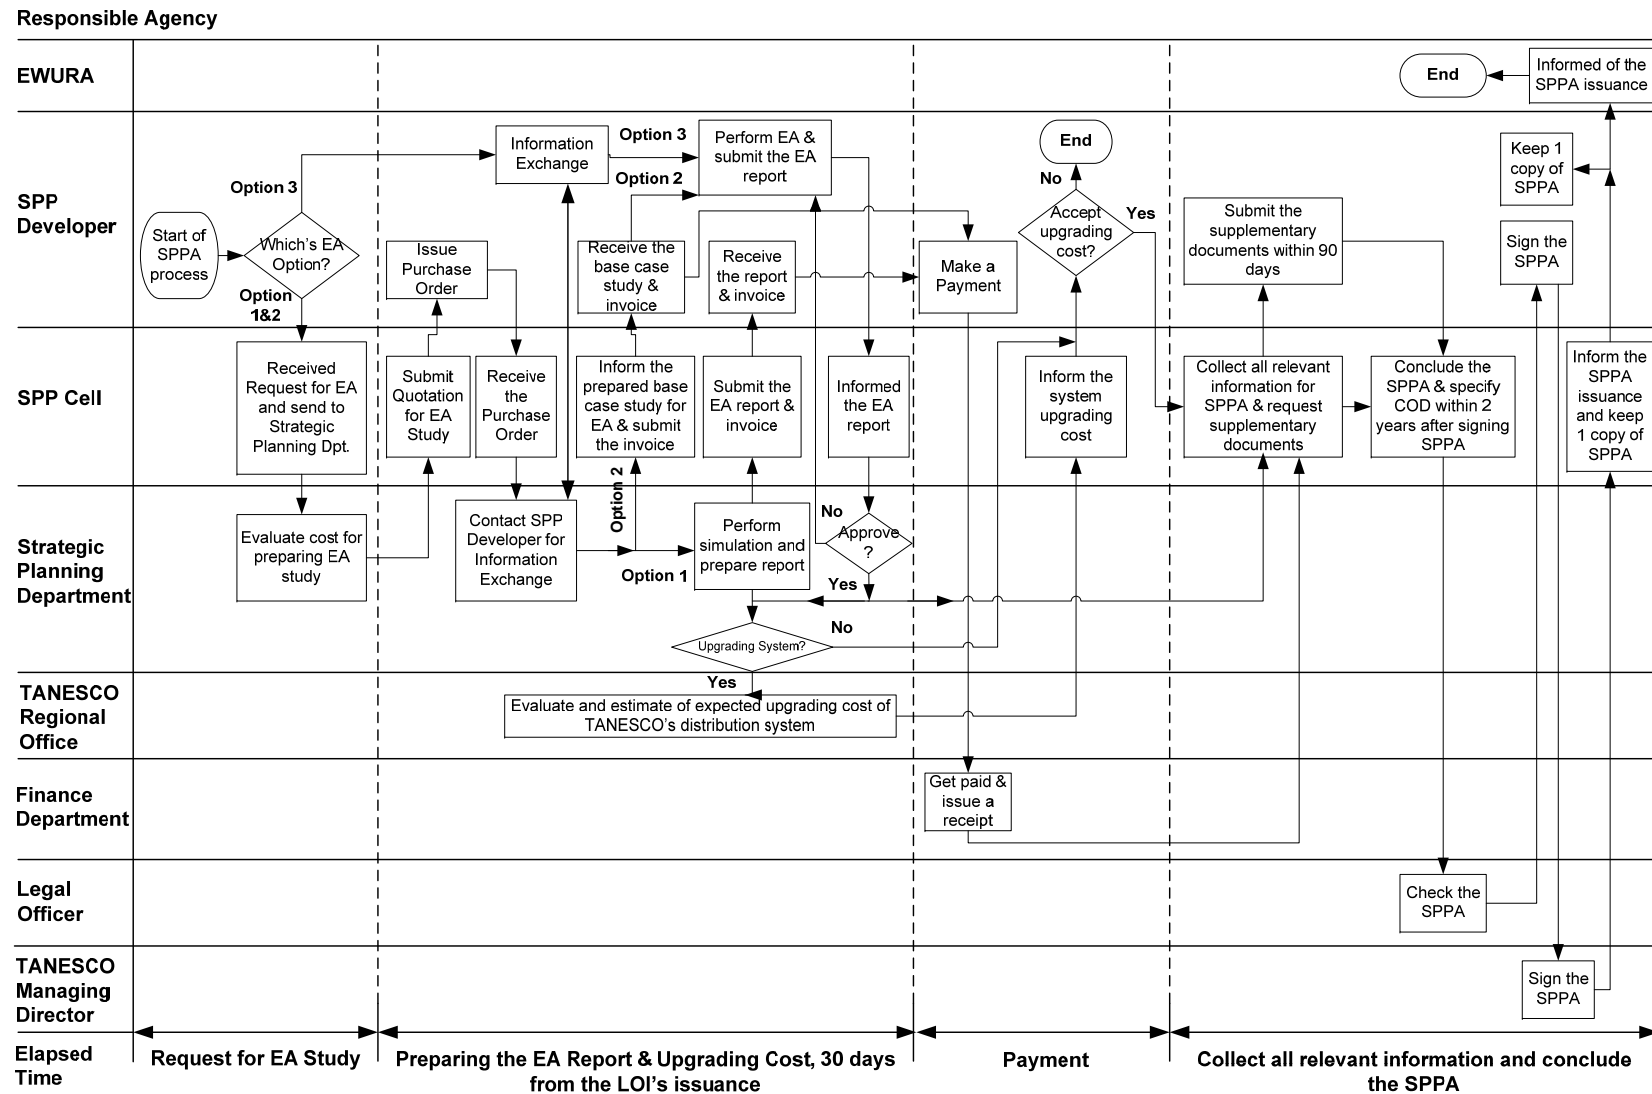 Responsible Agency
EWURA
End
Informed of the
SPPA issuance
SPP
Developer
Start of
SPPA
process
Option 3
Which's EA
Option?
Option
1&2
Information
Exchange
Option 3
Option 2
Perform EA &
submit the EA
report
Issue
Purchase
Order
Receive the
base case
study &
invoice
Receive
the report
& invoice
Make a
Payment
End
No
Accept
upgrading
cost?
Yes
Submit the
supplementary
documents within 90
days
Keep 1
copy of
SPPA
Sign the
SPPA
SPP Cell
Received
Request for EA
and send to
Strategic
Planning Dpt.
Submit
Quotation
for EA
Study
Receive
the
Purchase
Order
Inform the
prepared base
case study for
EA & submit
the invoice
Submit the
EA report &
invoice
Informed
the EA
report
Inform the
system
upgrading
cost
Collect all relevant
information for
SPPA & request
supplementary
documents
Conclude the
SPPA & specify
COD within 2
years after signing
SPPA
Inform the
SPPA
issuance
and keep
1 copy of
SPPA
Strategic
Planning
Department
Evaluate cost for
preparing EA
study
Contact SPP
Developer for
Information
Exchange
Option 2
Option 1
Perform
simulation and
prepare report
No
Approve
?
Yes
Upgrading System?
No
Yes
TANESCO
Regional
Office
Evaluate and estimate of expected upgrading cost of
TANESCO's distribution system
Finance
Department
Get paid &
issue a
receipt
Legal
Officer
Check the
SPPA
TANESCO
Managing
Director
Sign the
SPPA
Elapsed
Time
Request for EA Study
Preparing the EA Report & Upgrading Cost, 30 days
from the LOI's issuance
Payment
Collect all relevant information and conclude
the SPPA